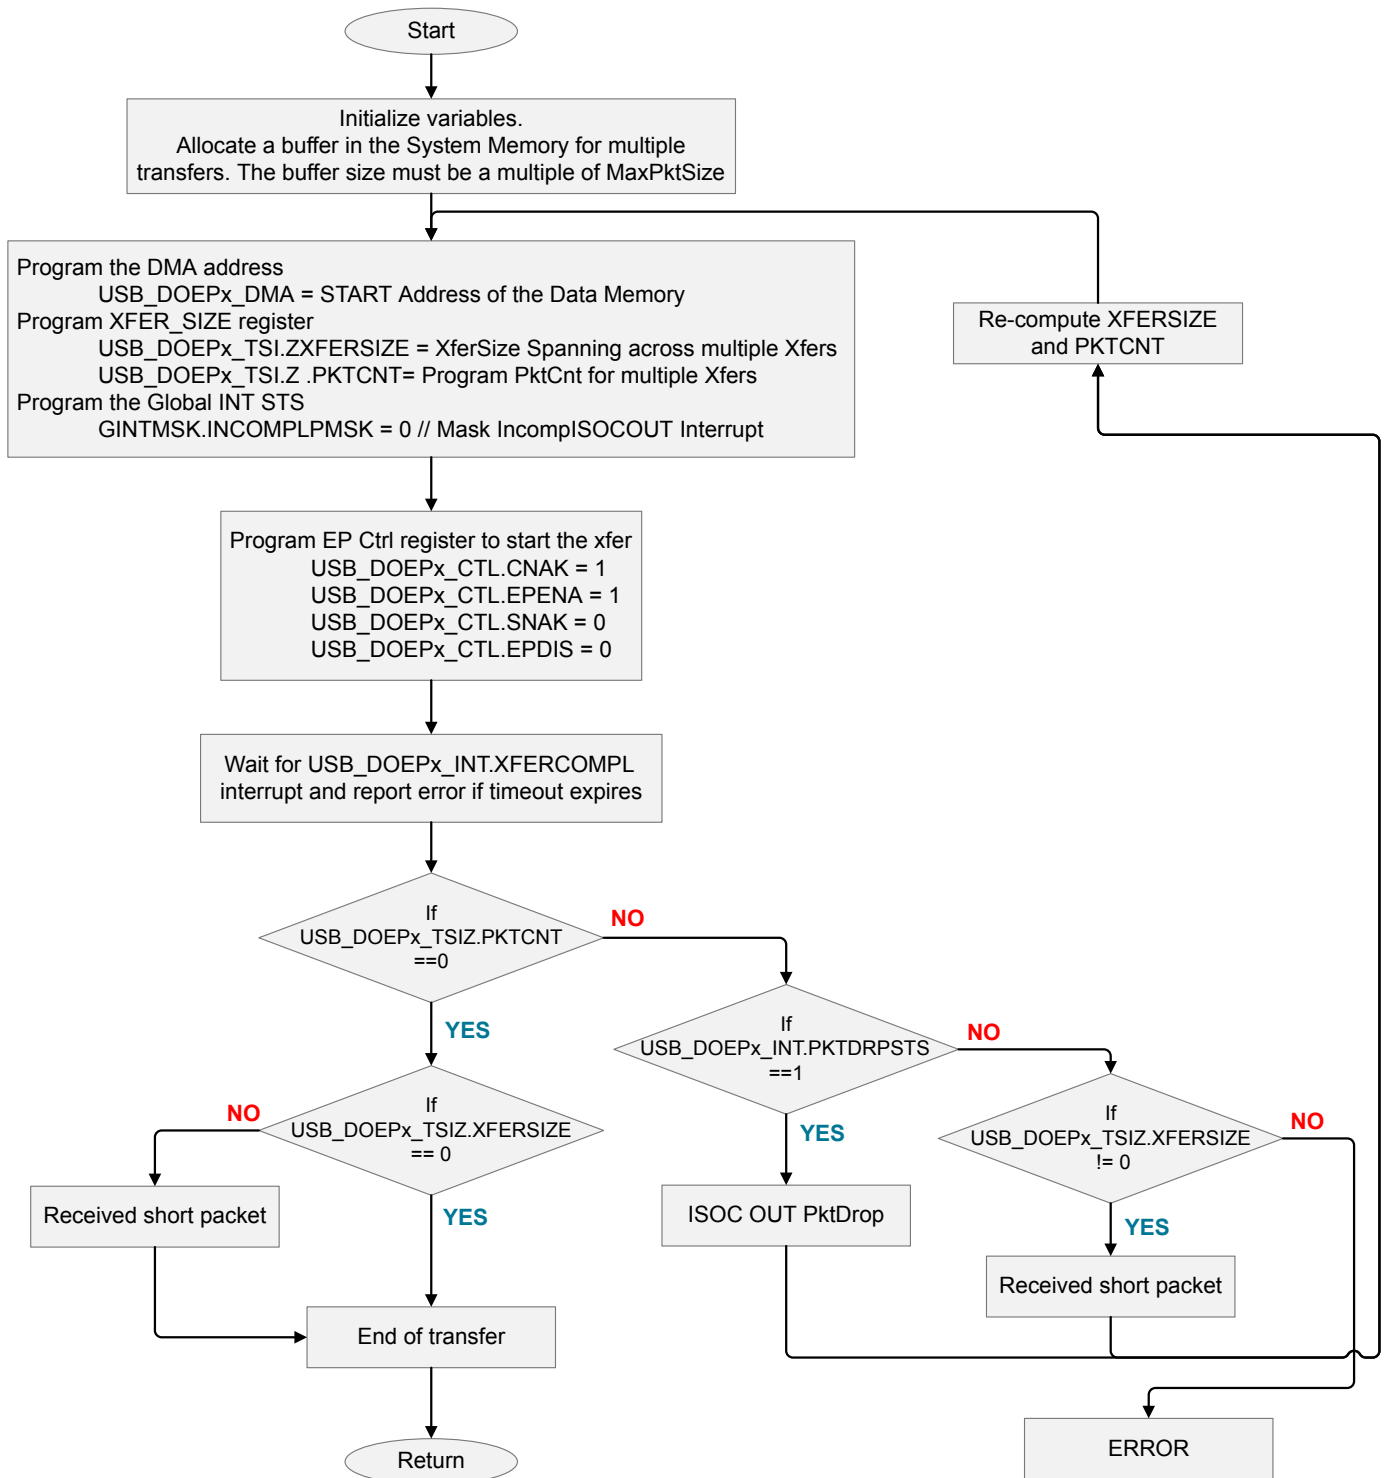 Start
Initialize variables.
Allocate a buffer in the System Memory for multiple
transfers. The buffer size must be a multiple of MaxPktSize
Program the DMA address
USB_DOEPx_DMA = START Address of the Data Memory
Program XFER_SIZE register
USB_DOEPx_TSI.ZXFERSIZE = XferSize Spanning across multiple Xfers
USB_DOEPx_TSI.Z .PKTCNT= Program PktCnt for multiple Xfers
Program the Global INT STS
GINTMSK.INCOMPLPMSK = 0 // Mask IncompISOCOUT Interrupt
Re-compute XFERSIZE
and PKTCNT
Program EP Ctrl register to start the xfer
USB_DOEPx_CTL.CNAK = 1
USB_DOEPx_CTL.EPENA = 1
USB_DOEPx_CTL.SNAK = 0
USB_DOEPx_CTL.EPDIS = 0
Wait for USB_DOEPx_INT.XFERCOMPL
interrupt and report error if timeout expires
If
USB_DOEPx_TSIZ.PKTCNT
==0
NO
YES
If
USB_DOEPx_INT.PKTDRPSTS
==1
NO
YES
If
USB_DOEPx_TSIZ.XFERSIZE
== 0
NO
YES
If
USB_DOEPx_TSIZ.XFERSIZE
!= 0
NO
YES
Received short packet
ISOC OUT PktDrop
Received short packet
End of transfer
ERROR
Return